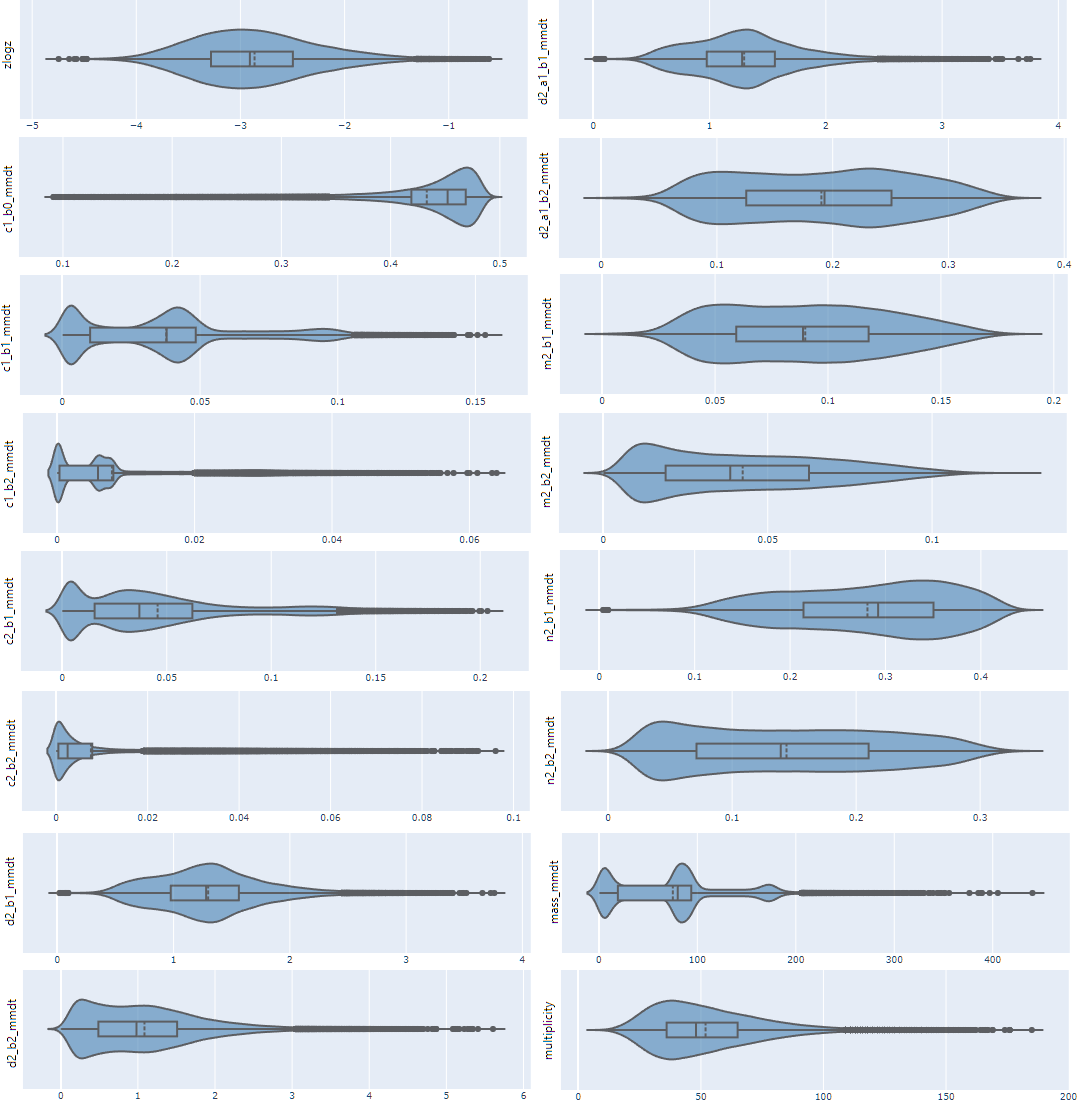 zlogz
−5 −4 −3 −2 −1
d2_a1_b1_mmdt
0 1 2 3 4
c1_b0_mmdt
0.1 0.2 0.3 0.4 0.5
d2_a1_b2_mmdt
0 0.1 0.2 0.3 0.4
c1_b1_mmdt
0 0.05 0.1 0.15
m2_b1_mmdt
0 0.05 0.1 0.15 0.2
c1_b2_mmdt
0 0.02 0.04 0.06
m2_b2_mmdt
0 0.05 0.1
c2_b1_mmdt
0 0.05 0.1 0.15 0.2
n2_b1_mmdt
0 0.1 0.2 0.3 0.4
c2_b2_mmdt
0 0.02 0.04 0.06 0.08 0.1
n2_b2_mmdt
0 0.1 0.2 0.3
d2_b1_mmdt
0 1 2 3 4
mass_mmdt
0 100 200 300 400
d2_b2_mmdt
0 1 2 3 4 5 6
multiplicity
0 50 100 150 200